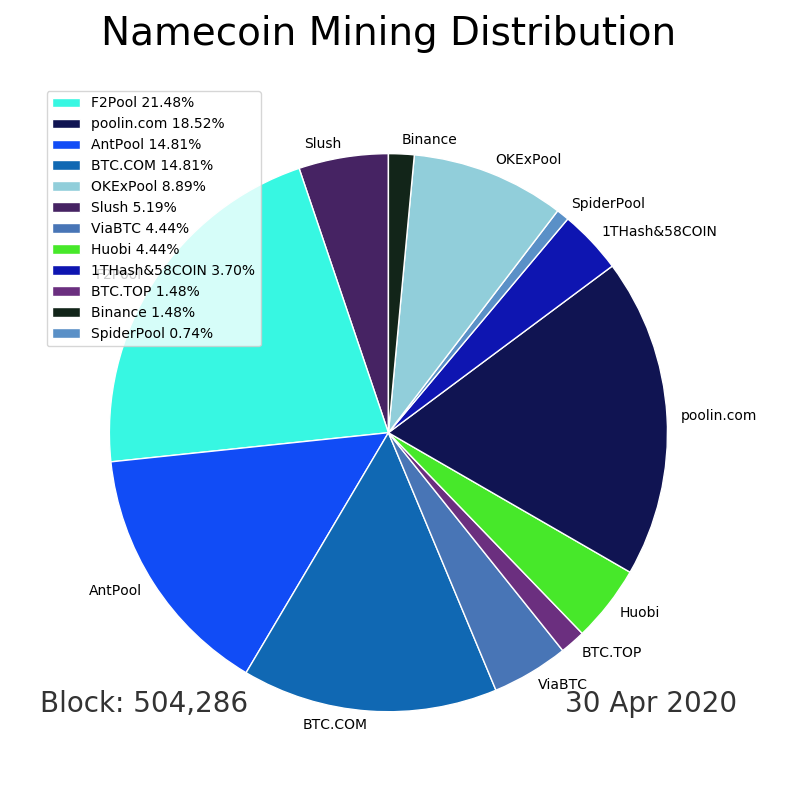 Namecoin Mining Distribution
F2Pool 21.48%
poolin.com 18.52%
AntPool 14.81%
BTC.COM 14.81%
OKExPool 8.89%
Slush 5.19%
ViaBTC 4.44%
Huobi 4.44%
1THash&58COIN 3.70%
BTC.TOP 1.48%
Binance 1.48%
SpiderPool 0.74%
Slush
Binance
OKExPool
SpiderPool
1THash&58COIN
F2Pool
poolin.com
AntPool
Huobi
BTC.TOP
ViaBTC
BTC.COM
Block: 504,286
30 Apr 2020